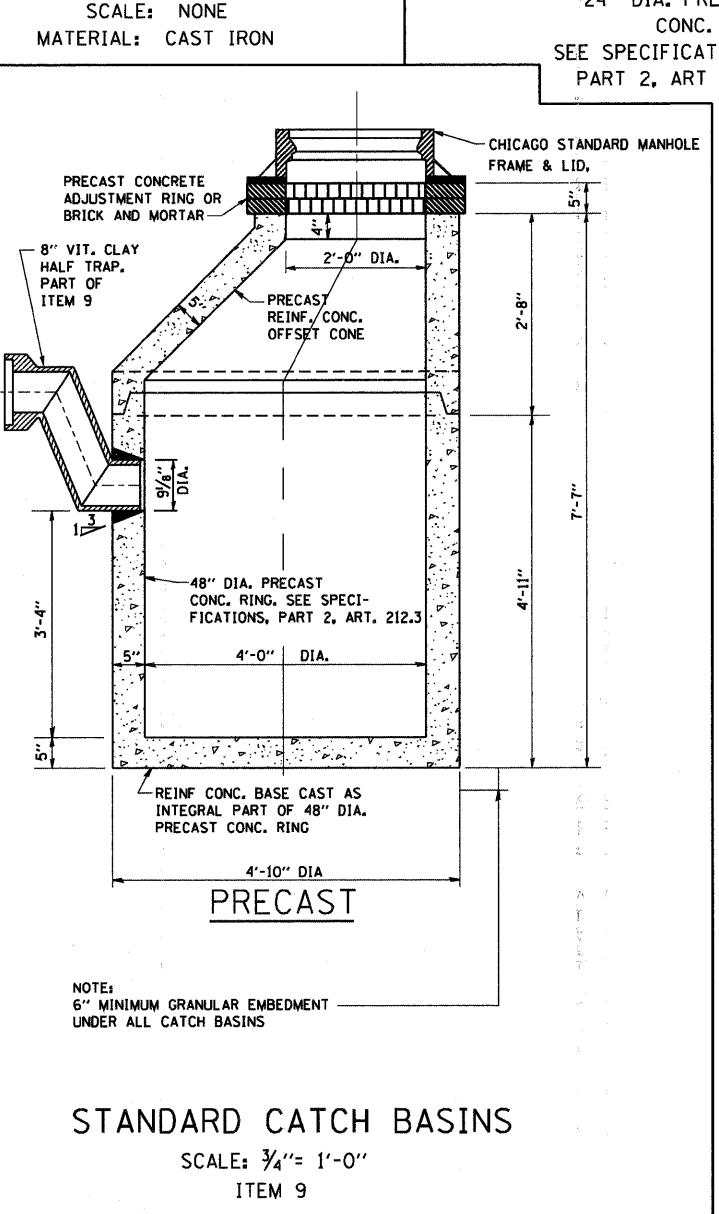 SCALE: NONE
MATERIAL: CAST IRON
24" DIA. PRE
CONC.
SEE SPECIFICAT
PART 2, ART
CHICAGO STANDARD MANHOLE
FRAME & LID.
PRECAST CONCRETE
ADJUSTMENT RING OR
BRICK AND MORTAR
5"
4"
8" VIT. CLAY
HALF TRAP.
PART OF
ITEM 9
2'-0" DIA.
5"
PRECAST
REINF. CONC.
OFFSET CONE
2'-8"
9⅛"
DIA.
1
3
7'-7"
48" DIA. PRECAST
CONC. RING. SEE SPECI-
FICATIONS, PART 2, ART. 212.3
4'-11"
3'-4"
5"
4'-0" DIA.
5"
REINF CONC. BASE CAST AS
INTEGRAL PART OF 48" DIA.
PRECAST CONC. RING
4'-10" DIA
PRECAST
NOTE:
6" MINIMUM GRANULAR EMBEDMENT
UNDER ALL CATCH BASINS
STANDARD CATCH BASINS
SCALE: ¾"= 1'-0"
ITEM 9